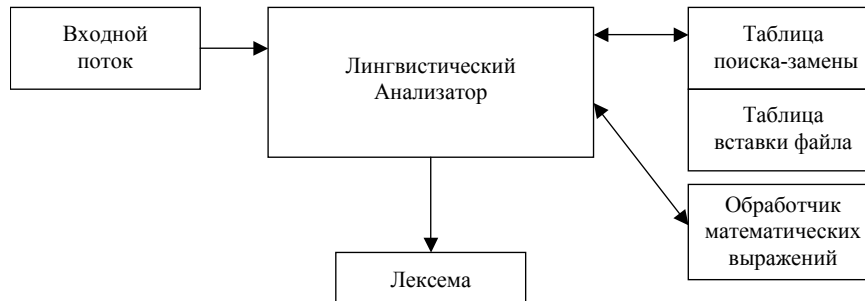 Входной
поток
Лингвистический
Анализатор
Таблица
поиска-замены
Таблица
вставки файла
Обработчик
математических
выражений
Лексема